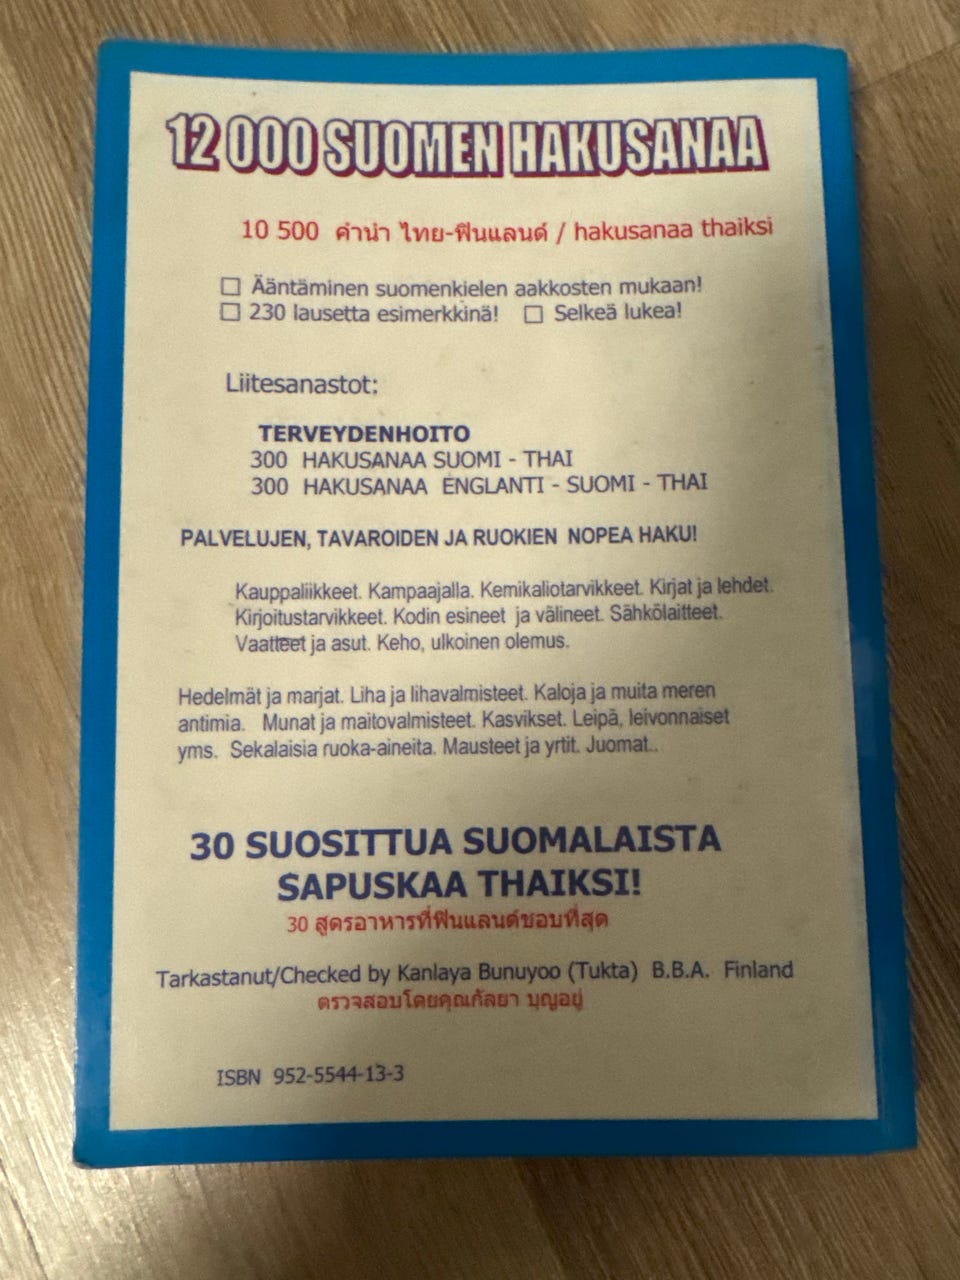 12 000 SUOMEN HAKUSANAA
10 500 คำนำ ไทย-ฟินแลนด์ / hakusanaa thaiksi
☐ Ääntäminen suomenkielen aakkosten mukaan!
☐ 230 lausetta esimerkkinä! ☐ Selkeä lukea!
Liitesanastot:
TERVEYDENHOITO
300 HAKUSANAA SUOMI - THAI
300 HAKUSANAA ENGLANTI - SUOMI - THAI
PALVELUJEN, TAVAROIDEN JA RUOKIEN NOPEA HAKU!
Kauppaliikkeet. Kampaajalla. Kemikaliotarvikkeet. Kirjat ja lehdet.
Kirjoitustarvikkeet. Kodin esineet ja välineet. Sähkölaitteet.
Vaatteet ja asut. Keho, ulkoinen olemus.
Hedelmät ja marjat. Liha ja lihavalmisteet. Kaloja ja muita meren
antimia. Munat ja maitovalmisteet. Kasvikset. Leipä, leivonnaiset
yms. Sekalaisia ruoka-aineita. Mausteet ja yrtit. Juomat..
30 SUOSITTUA SUOMALAISTA
SAPUSKAA THAIKSI!
30 สูตรอาหารที่ฟินแลนด์ชอบที่สุด
Tarkastanut/Checked by Kanlaya Bunuyoo (Tukta) B.B.A. Finland
ตรวจสอบโดยคุณกัลยา บุญอยู่
ISBN 952-5544-13-3